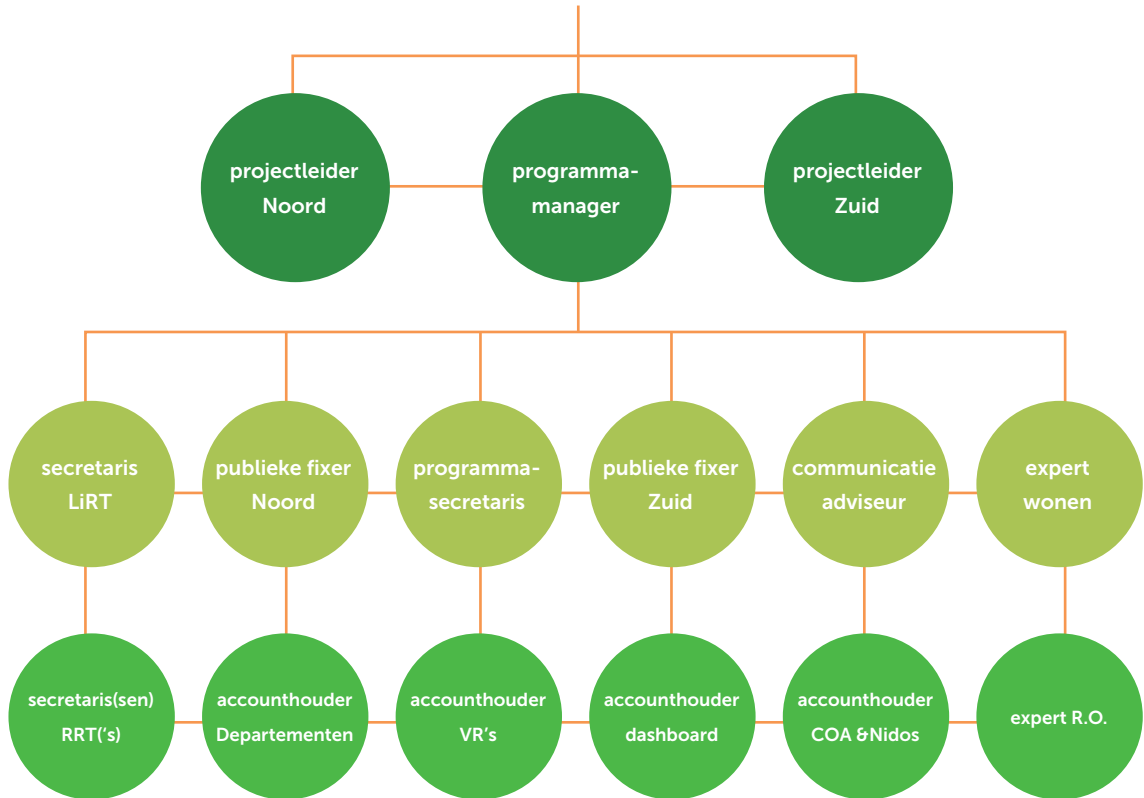 projectleider
Noord
programma-
manager
projectleider
Zuid
secretaris
LiRT
publieke fixer
Noord
programma-
secretaris
publieke fixer
Zuid
communicatie
adviseur
expert
wonen
secretaris(sen)
RRT('s)
accounthouder
Departementen
accounthouder
VR's
accounthouder
dashboard
accounthouder
COA &Nidos
expert R.O.